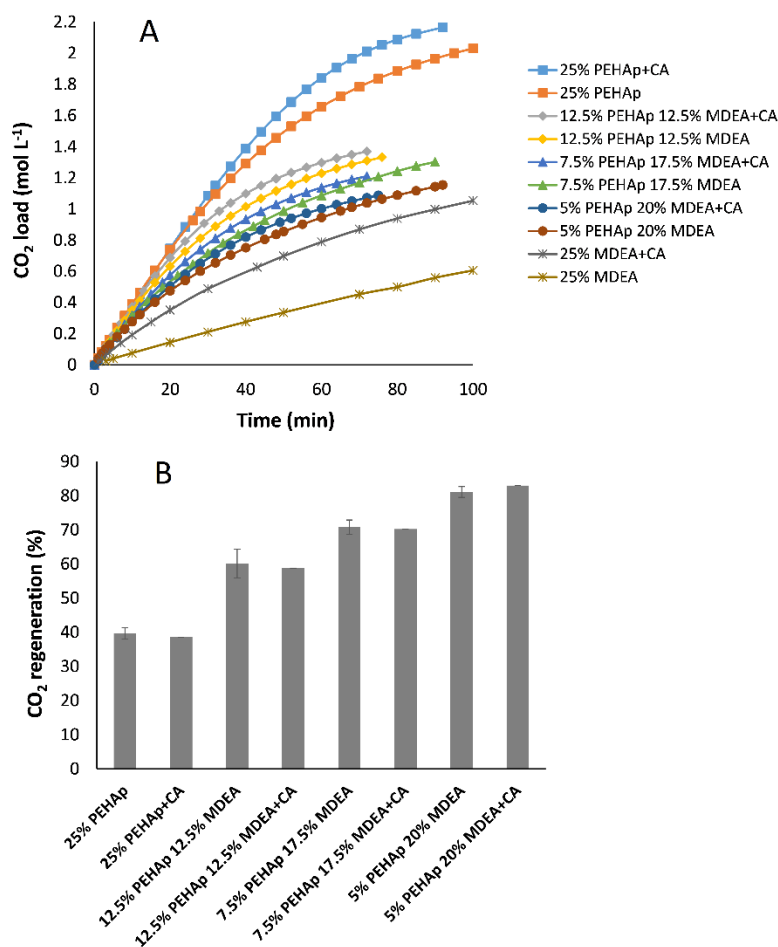 A
CO₂ load (mol L⁻¹)
2.2
2
1.8
1.6
1.4
1.2
1
0.8
0.6
0.4
0.2
0
0 20 40 60 80 100
Time (min)
25% PEHAp+CA
25% PEHAp
12.5% PEHAp 12.5% MDEA+CA
12.5% PEHAp 12.5% MDEA
7.5% PEHAp 17.5% MDEA+CA
7.5% PEHAp 17.5% MDEA
5% PEHAp 20% MDEA+CA
5% PEHAp 20% MDEA
25% MDEA+CA
25% MDEA
B
CO₂ regeneration (%)
90
80
70
60
50
40
30
20
10
0
25% PEHAp
25% PEHAp+CA
12.5% PEHAp 12.5% MDEA
12.5% PEHAp 12.5% MDEA+CA
7.5% PEHAp 17.5% MDEA
7.5% PEHAp 17.5% MDEA+CA
5% PEHAp 20% MDEA
5% PEHAp 20% MDEA+CA